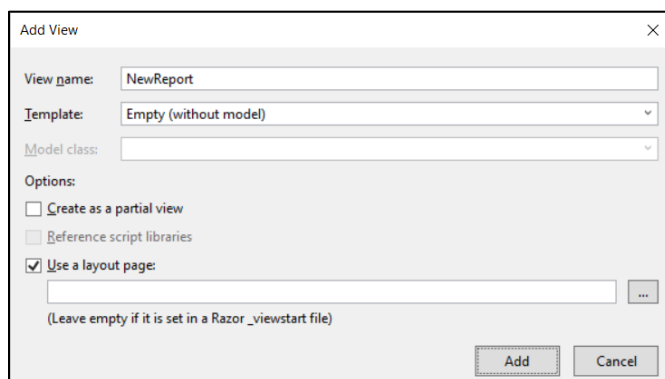 Add View
View name: NewReport
Template: Empty (without model)
Model class:
Options:
Create as a partial view
Reference script libraries
Use a layout page:
...
(Leave empty if it is set in a Razor _viewstart file)
Add Cancel